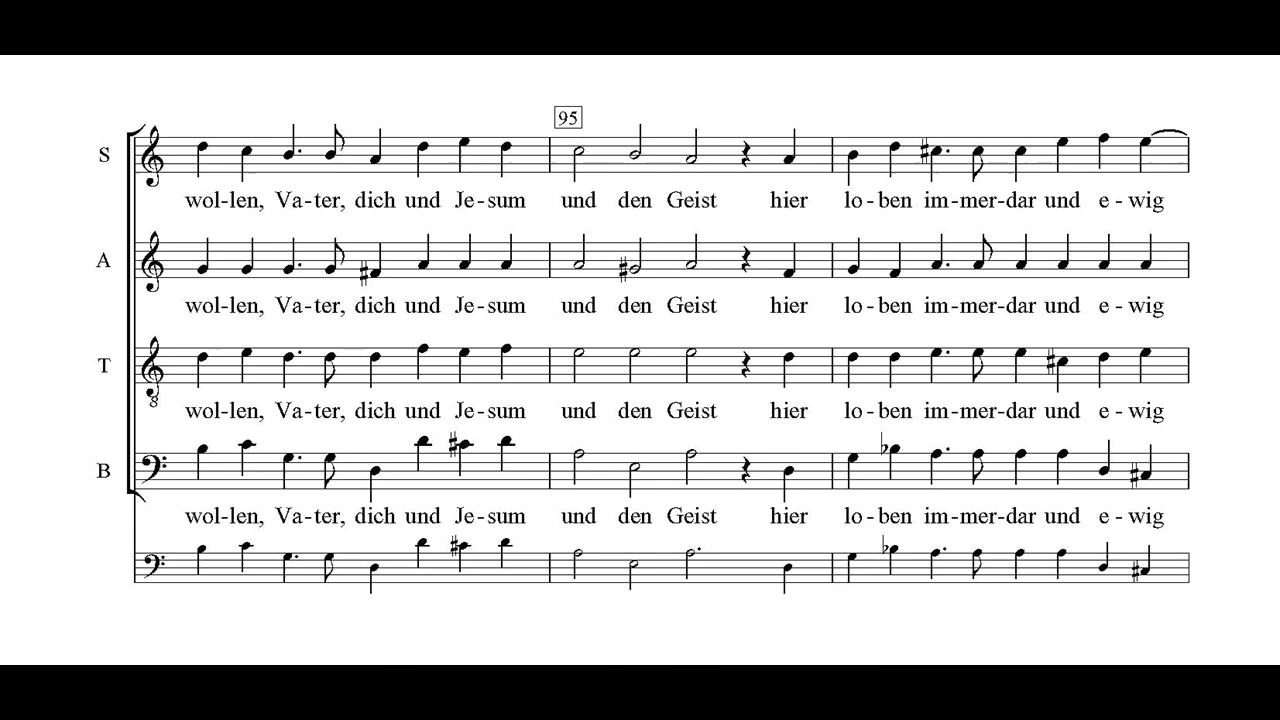 95
S
wol-len, Va-ter, dich und Je-sum und den Geist hier lo-ben im-mer-dar und e-wig
A
wol-len, Va-ter, dich und Je-sum und den Geist hier lo-ben im-mer-dar und e-wig
T
8
wol-len, Va-ter, dich und Je-sum und den Geist hier lo-ben im-mer-dar und e-wig
B
wol-len, Va-ter, dich und Je-sum und den Geist hier lo-ben im-mer-dar und e-wig